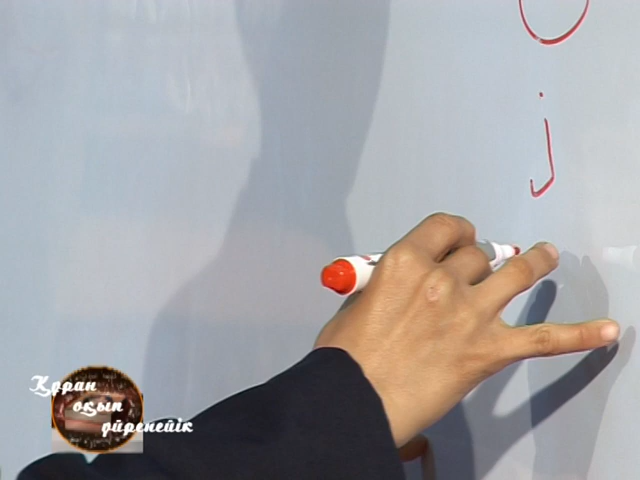 ز
Құран
оқып
үйренейік